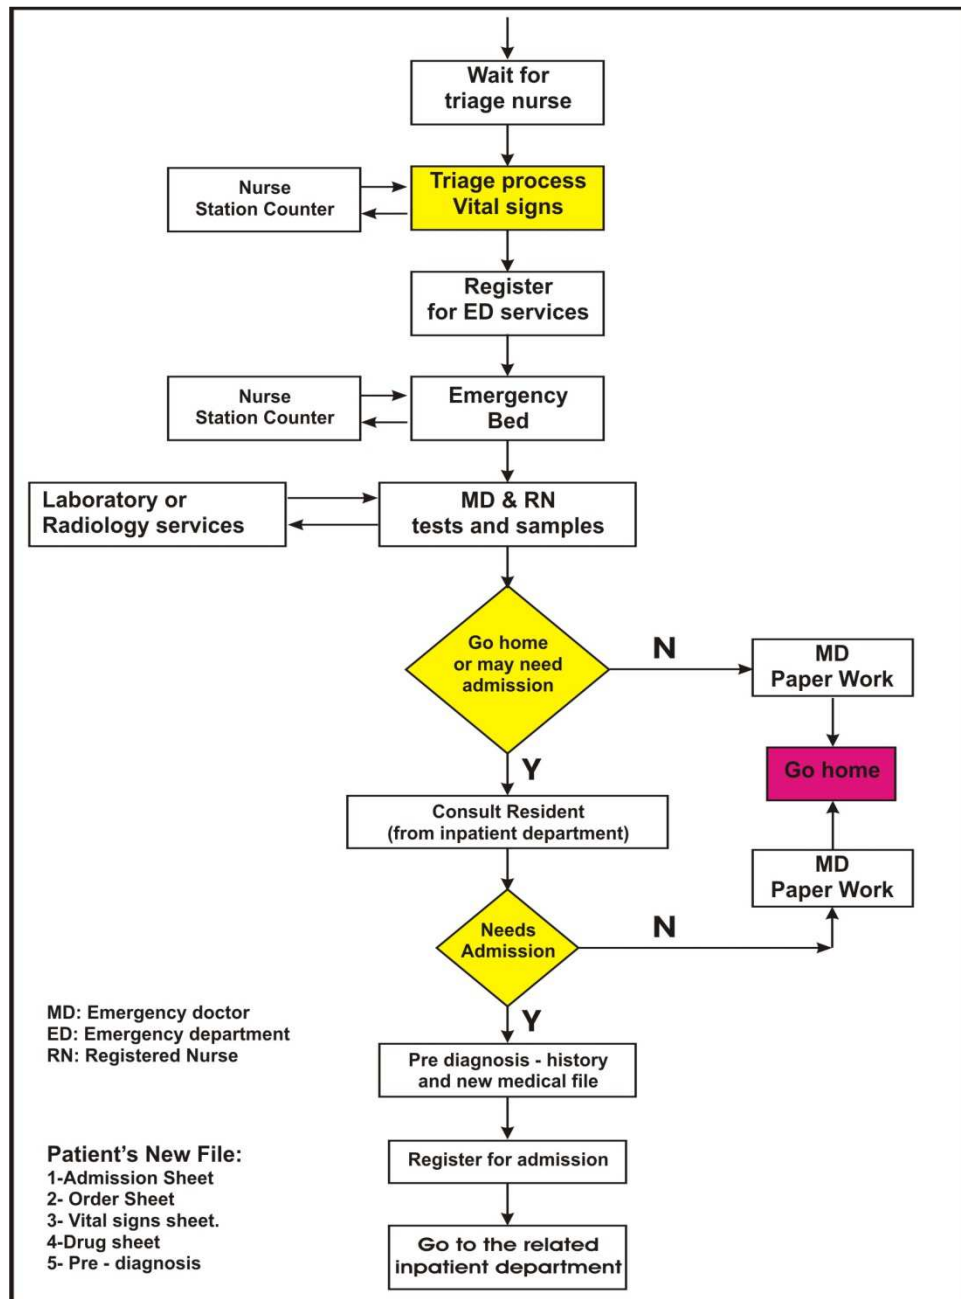 Wait for
triage nurse
Nurse
Station Counter
Triage process
Vital signs
Register
for ED services
Nurse
Station Counter
Emergency
Bed
Laboratory or
Radiology services
MD & RN
tests and samples
Go home
or may need
admission
N
MD
Paper Work
Go home
Y
Consult Resident
(from inpatient department)
MD
Paper Work
Needs
Admission
N
Y
MD: Emergency doctor
ED: Emergency department
RN: Registered Nurse
Pre diagnosis - history
and new medical file
Patient’s New File:
1-Admission Sheet
2- Order Sheet
3- Vital signs sheet.
4-Drug sheet
5- Pre - diagnosis
Register for admission
Go to the related
inpatient department